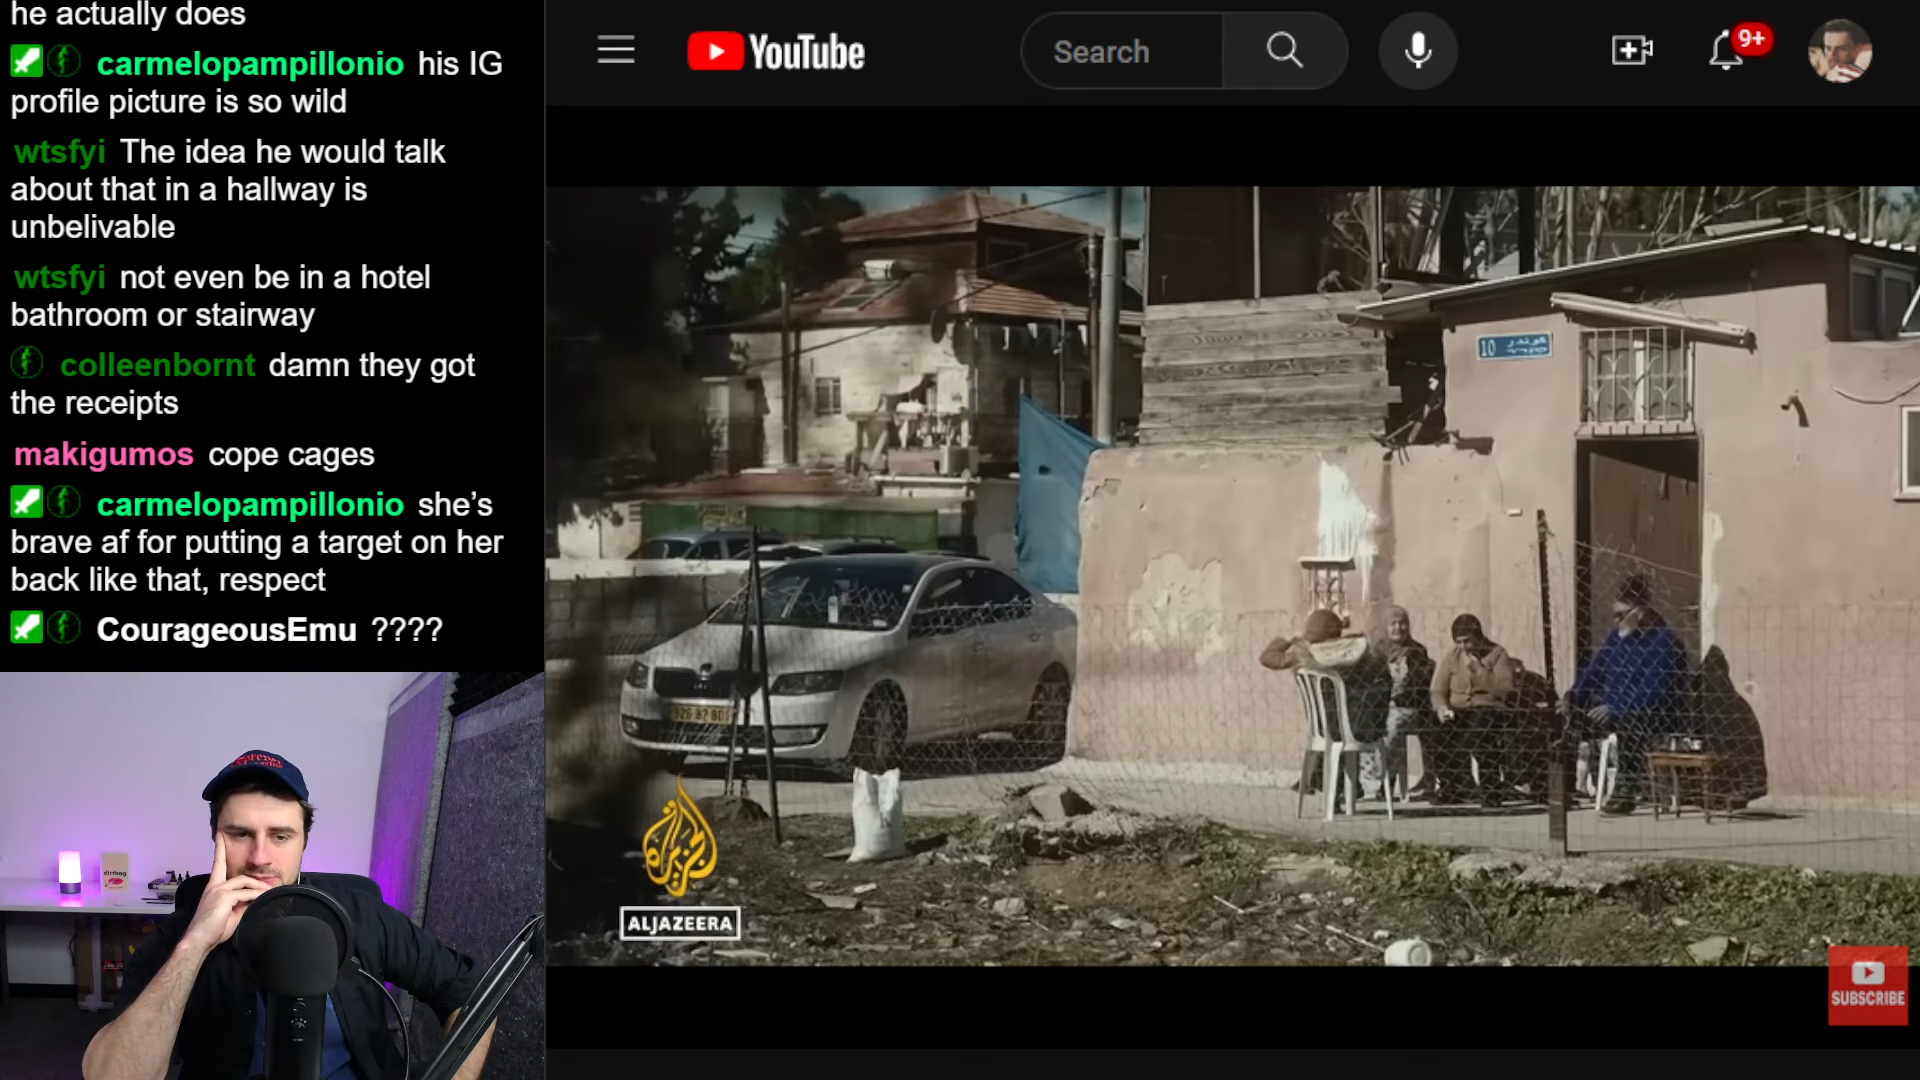 he actually does
carmelopampillonio his IG
profile picture is so wild
wtsfyi The idea he would talk
about that in a hallway is
unbelivable
wtsfyi not even be in a hotel
bathroom or stairway
colleenbornt damn they got
the receipts
makigumos cope cages
carmelopampillonio she's
brave af for putting a target on her
back like that, respect
CourageousEmu ????
YouTube
Search
9+
10
ALJAZEERA
SUBSCRIBE